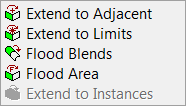 Extend to Adjacent
Extend to Limits
Flood Blends
Flood Area
Extend to Instances